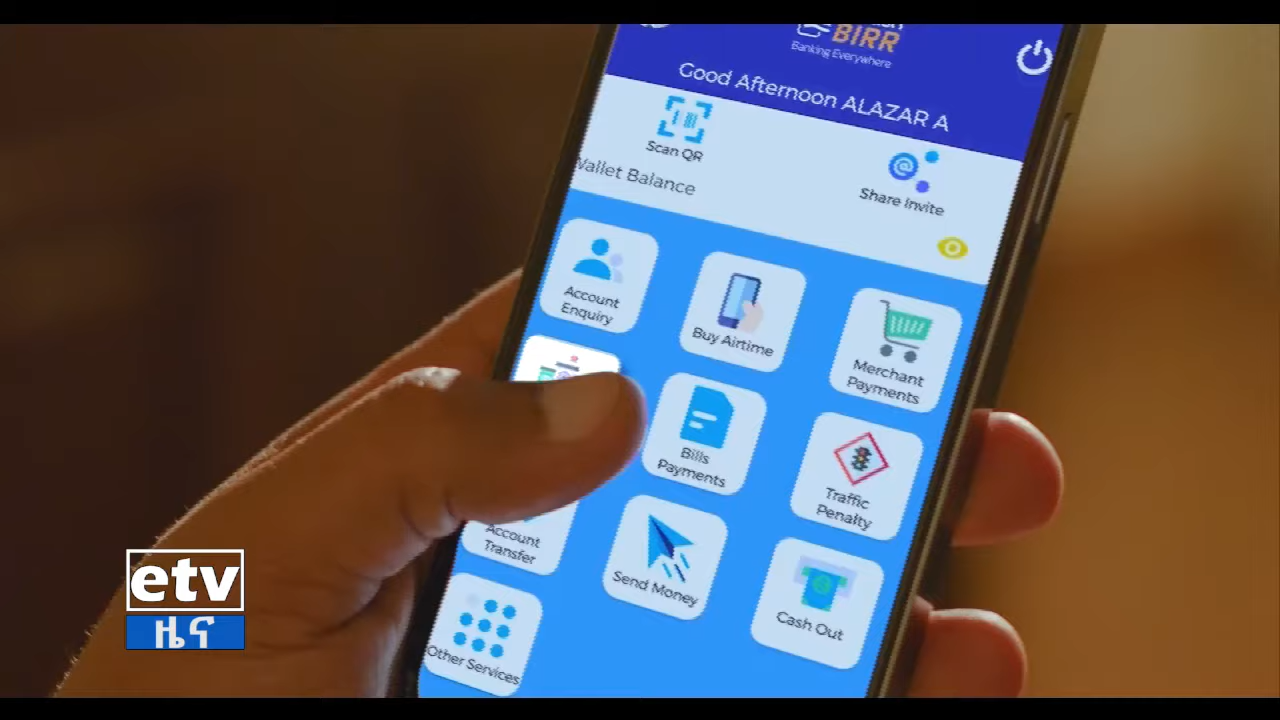 BIRR
Banking Everywhere
Good Afternoon ALAZAR A
Scan QR
Share Invite
Wallet Balance
Account
Enquiry
Buy Airtime
Merchant
Payments
Bills
Payments
Traffic
Penalty
Account
Transfer
Send Money
Cash Out
Other Services
etv
ዜና